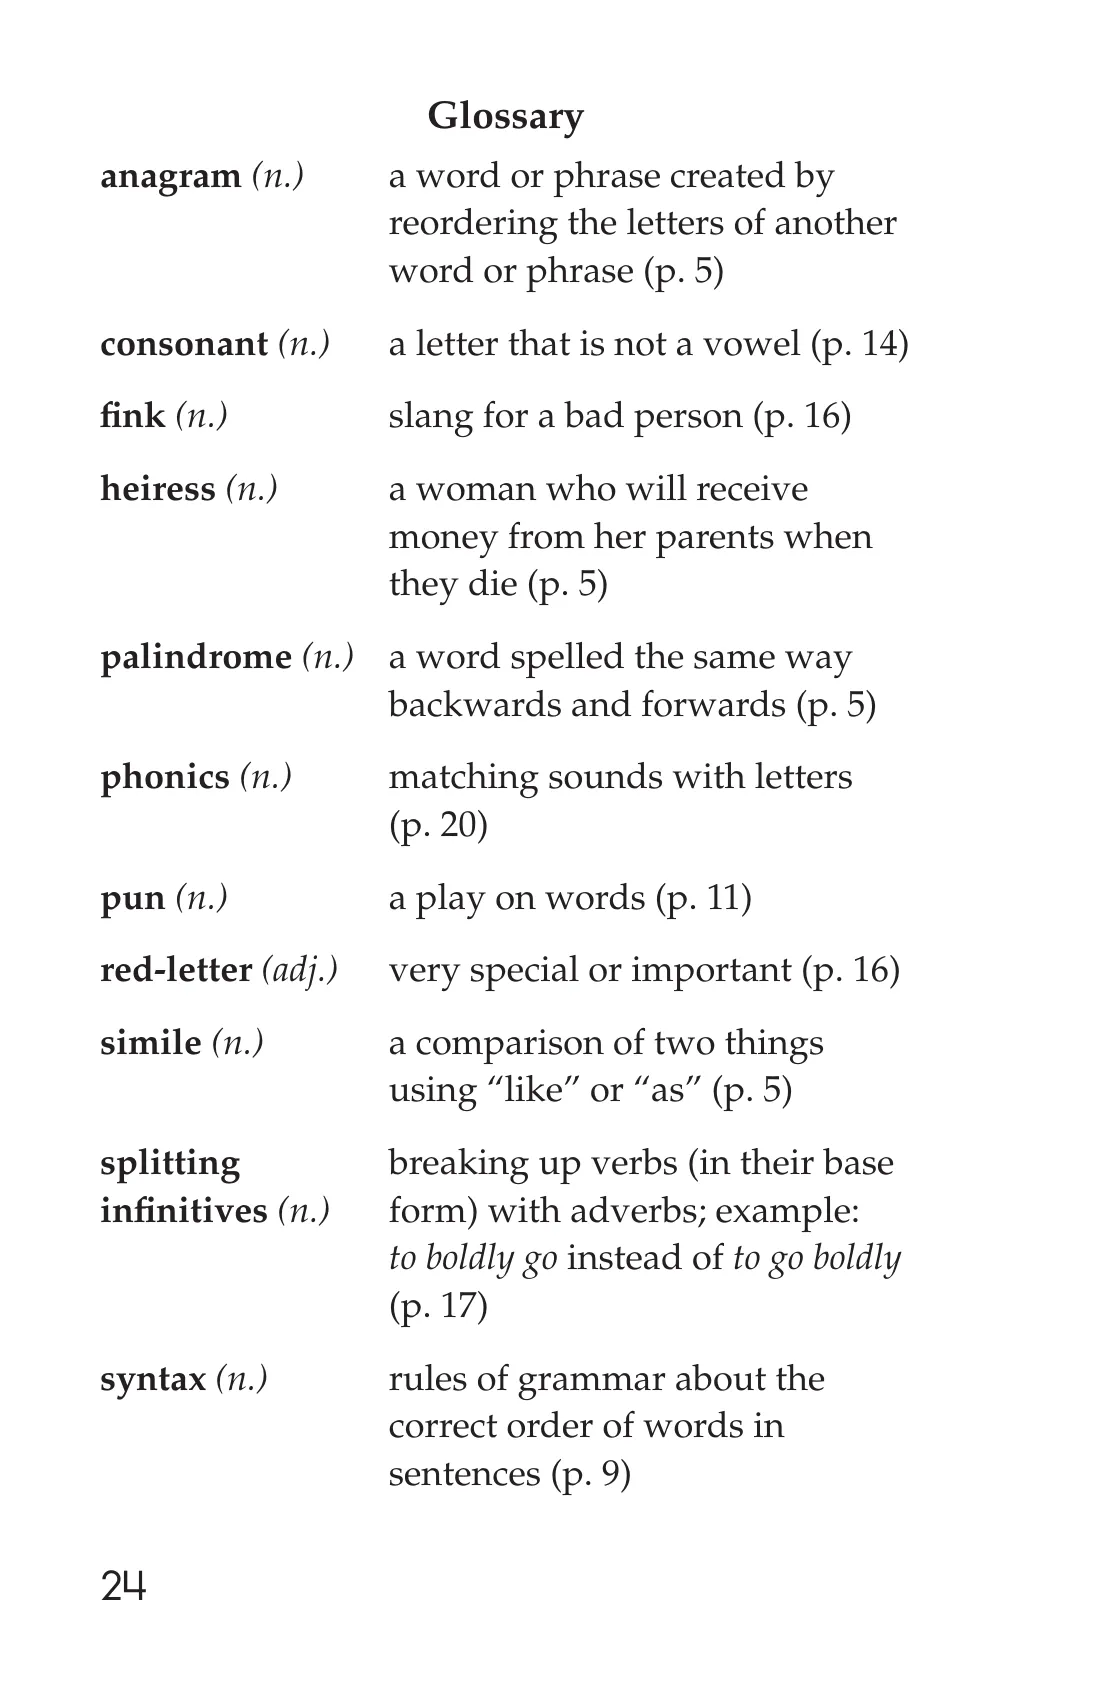 Glossary
anagram (n.) a word or phrase created by
reordering the letters of another
word or phrase (p. 5)
consonant (n.) a letter that is not a vowel (p. 14)
fink (n.) slang for a bad person (p. 16)
heiress (n.) a woman who will receive
money from her parents when
they die (p. 5)
palindrome (n.) a word spelled the same way
backwards and forwards (p. 5)
phonics (n.) matching sounds with letters
(p. 20)
pun (n.) a play on words (p. 11)
red-letter (adj.) very special or important (p. 16)
simile (n.) a comparison of two things
using “like” or “as” (p. 5)
splitting breaking up verbs (in their base
infinitives (n.) form) with adverbs; example:
to boldly go instead of to go boldly
(p. 17)
syntax (n.) rules of grammar about the
correct order of words in
sentences (p. 9)
24